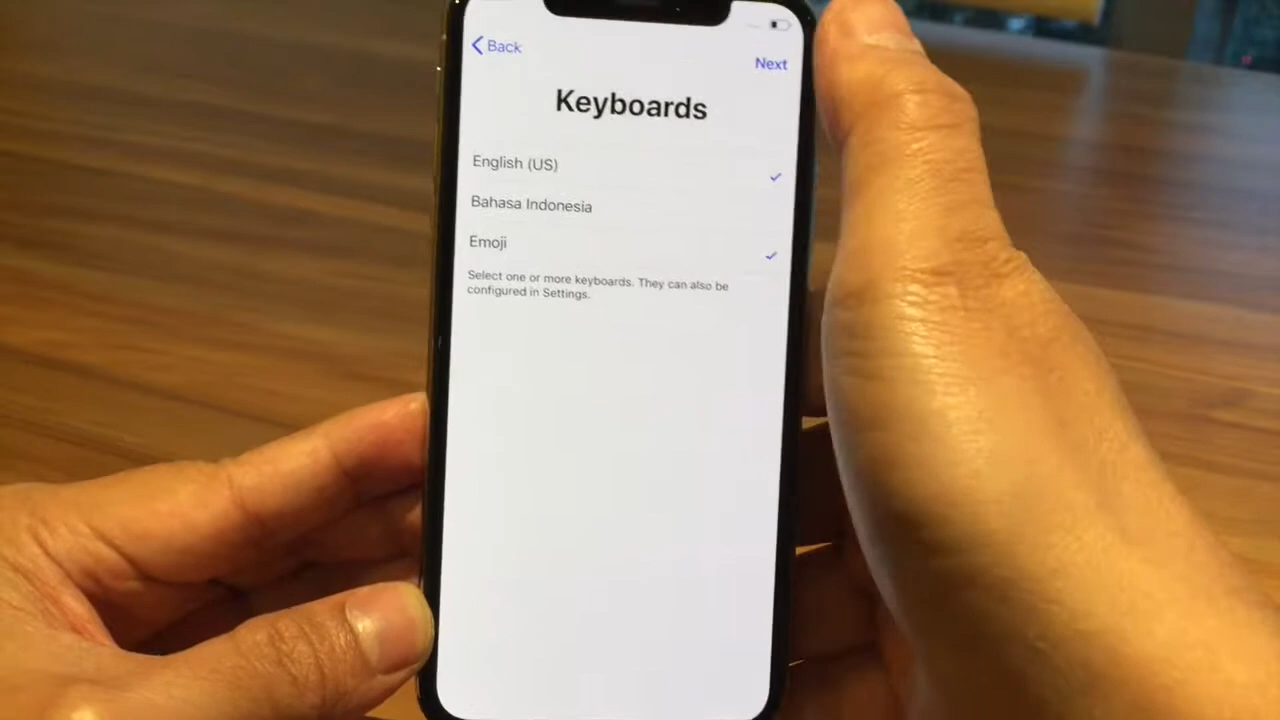 Back
Next
Keyboards
English (US)
Bahasa Indonesia
Emoji
Select one or more keyboards. They can also be
configured in Settings.